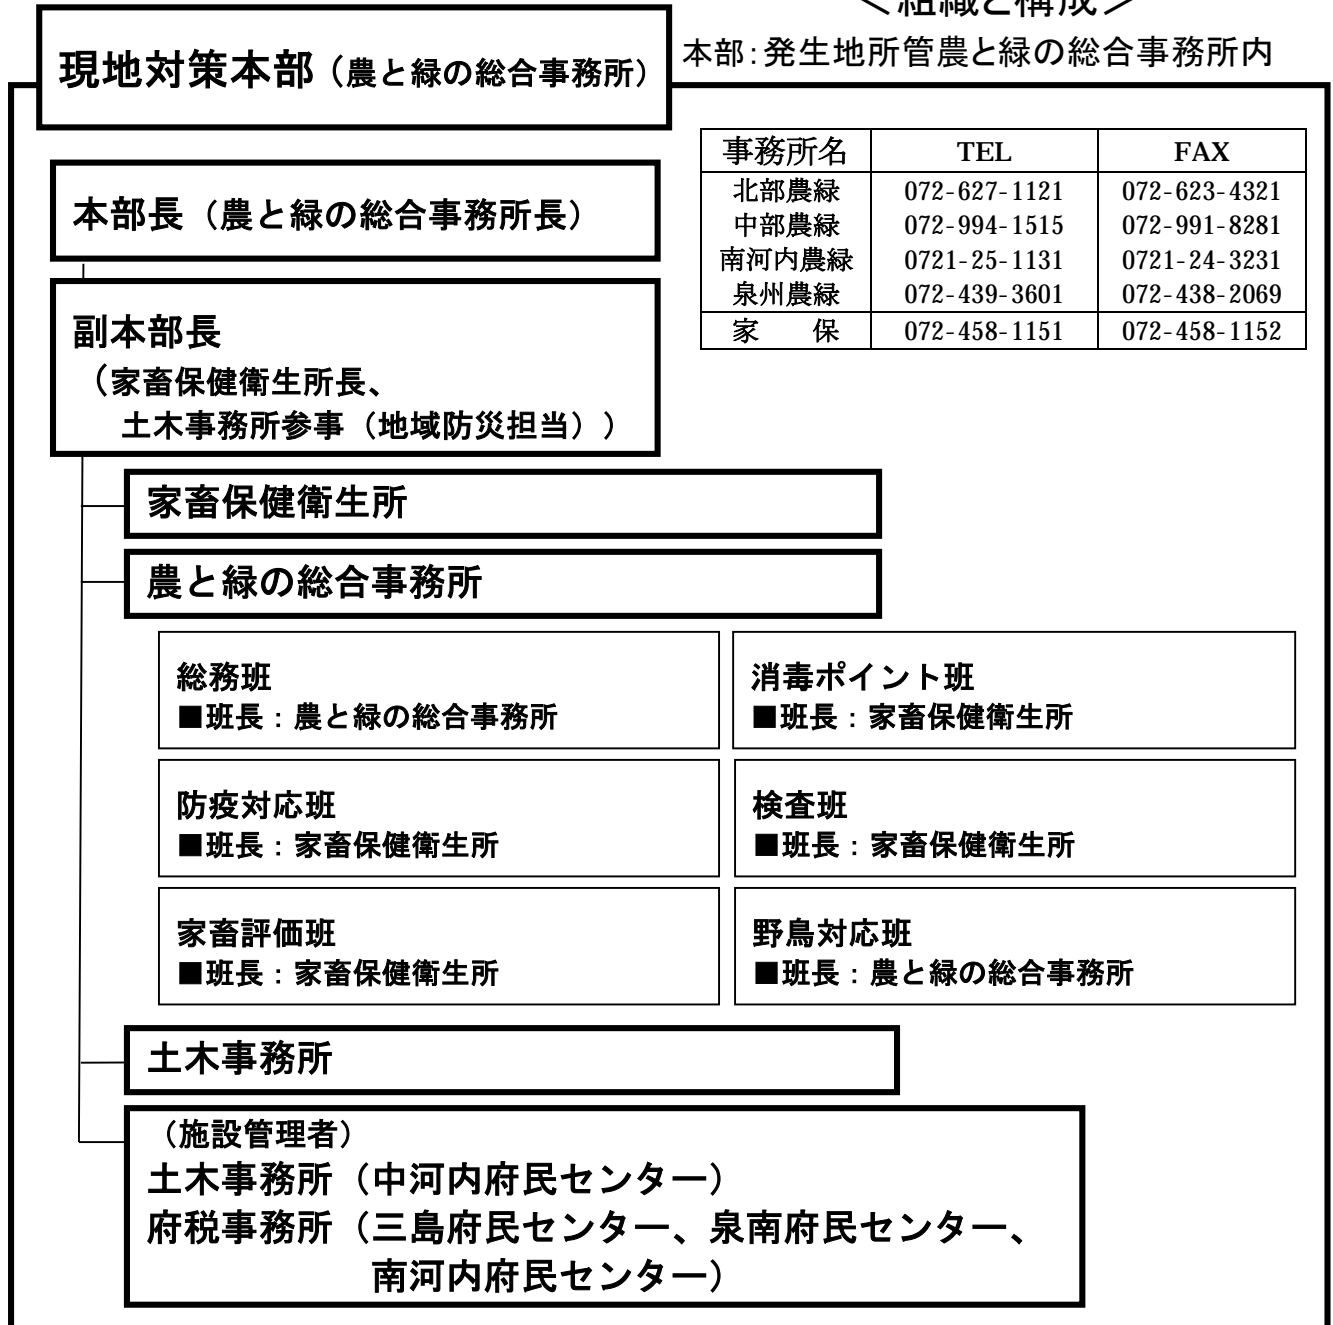 ＜組織と構成＞
現地対策本部（農と緑の総合事務所）
本部：発生地所管農と緑の総合事務所内
事務所名 TEL FAX
北部農緑 072-627-1121 072-623-4321
中部農緑 072-994-1515 072-991-8281
南河内農緑 0721-25-1131 0721-24-3231
泉州農緑 072-439-3601 072-438-2069
家　保 072-458-1151 072-458-1152
本部長（農と緑の総合事務所長）
副本部長
（家畜保健衛生所長、
土木事務所参事（地域防災担当））
家畜保健衛生所
農と緑の総合事務所
総務班
■班長：農と緑の総合事務所
消毒ポイント班
■班長：家畜保健衛生所
防疫対応班
■班長：家畜保健衛生所
検査班
■班長：家畜保健衛生所
家畜評価班
■班長：家畜保健衛生所
野鳥対応班
■班長：農と緑の総合事務所
土木事務所
（施設管理者）
土木事務所（中河内府民センター）
府税事務所（三島府民センター、泉南府民センター、
南河内府民センター）